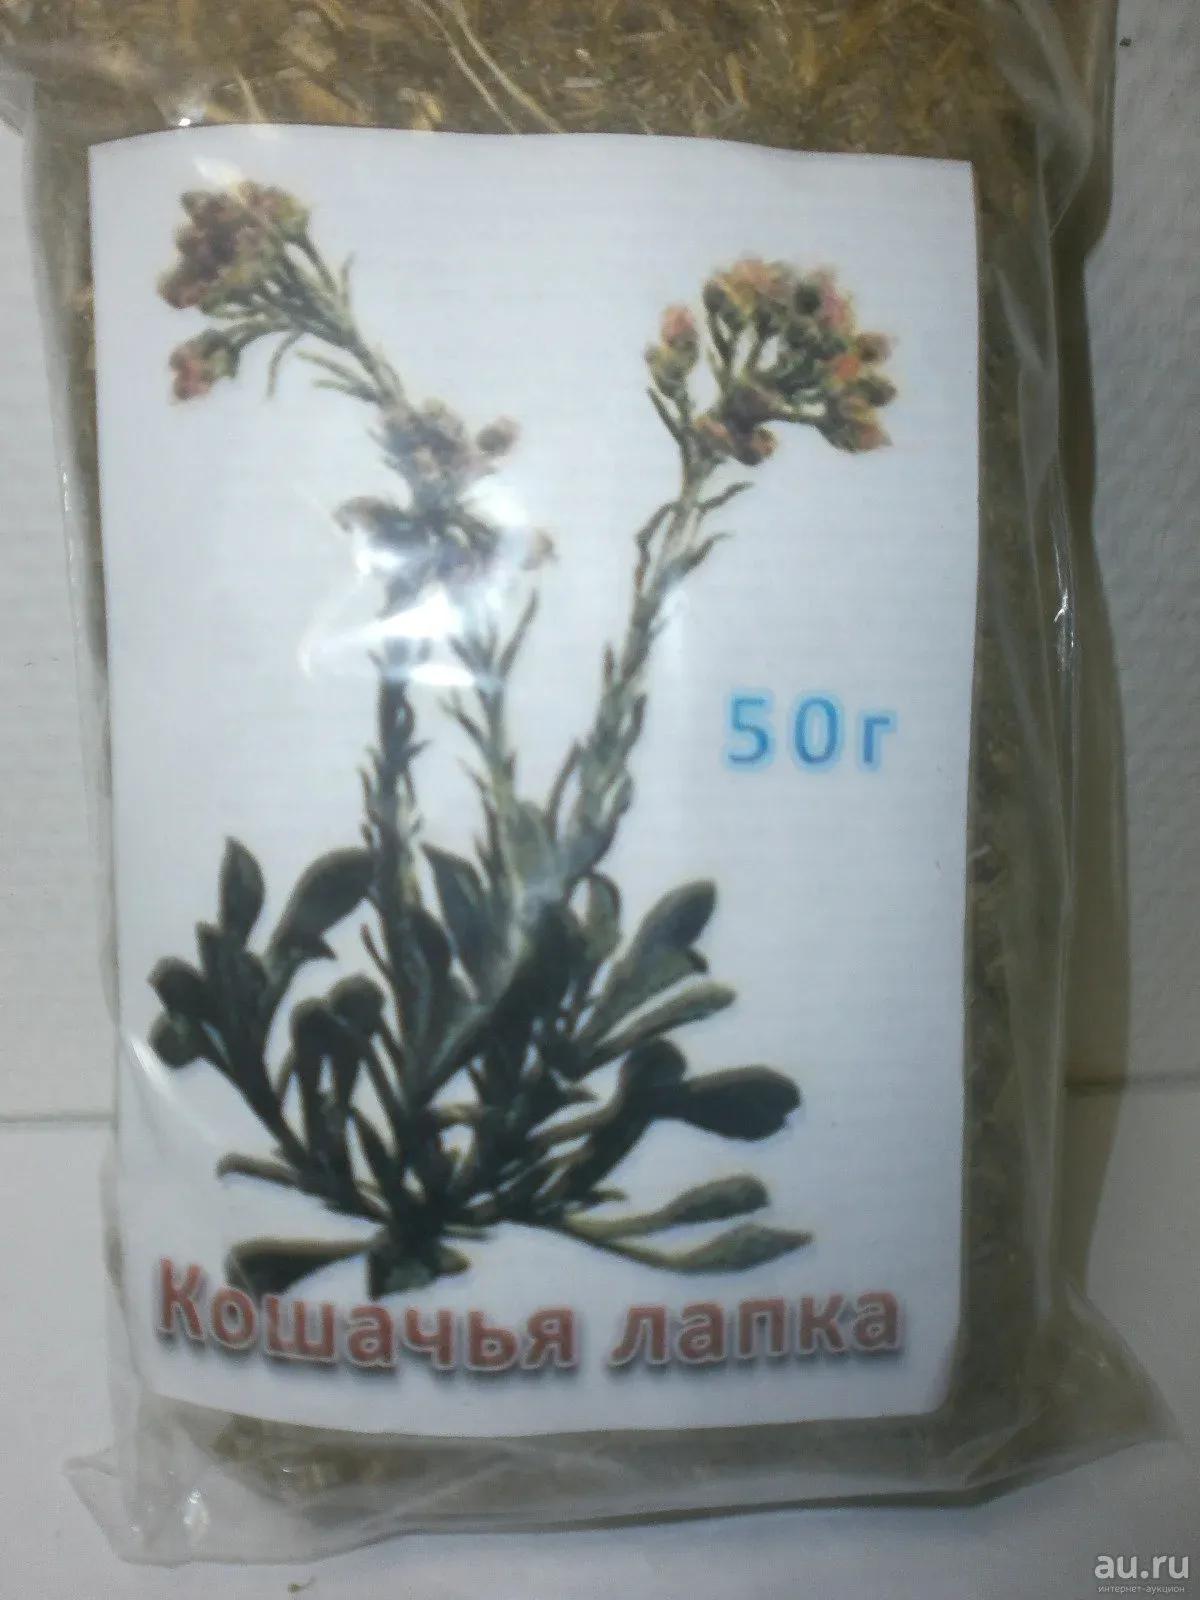 50г
Кошачья лапка
au.ru
интернет-аукцион